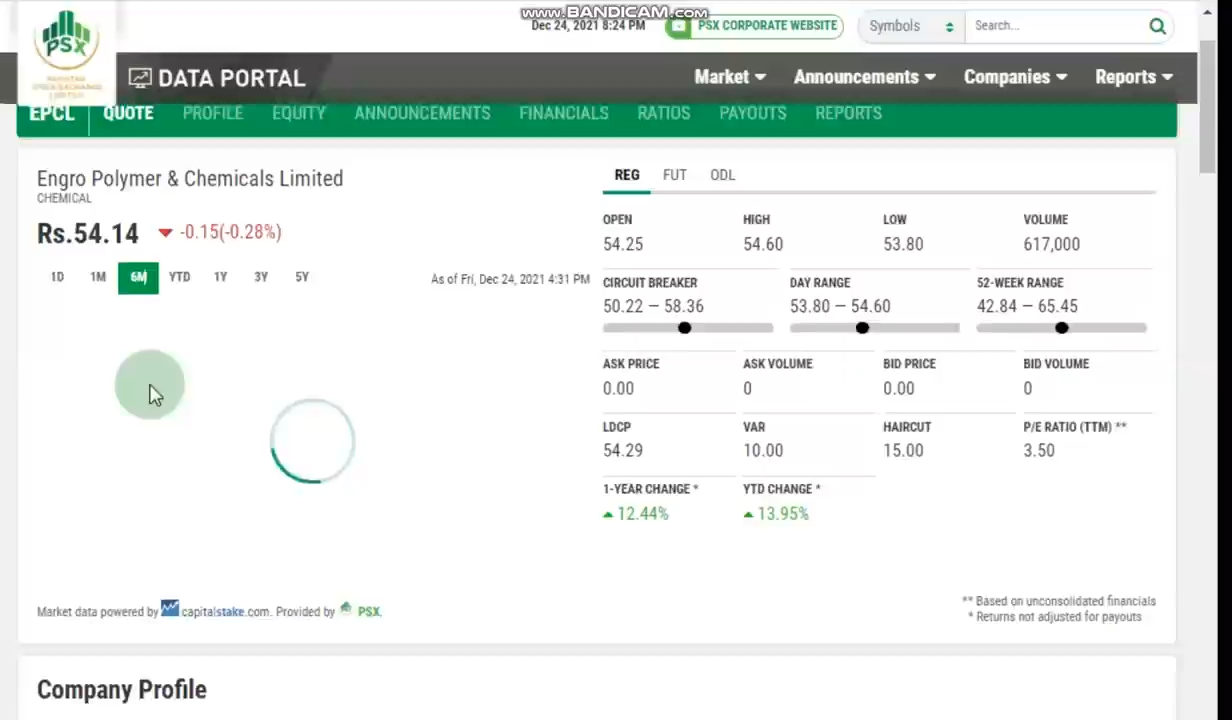 www.BANDICAM.com
Dec 24, 2021 8:24 PM
PSX CORPORATE WEBSITE
Symbols
Search...
PSX
PAKISTAN
STOCK EXCHANGE
LIMITED
DATA PORTAL
Market
Announcements
Companies
Reports
EPCL QUOTE PROFILE EQUITY ANNOUNCEMENTS FINANCIALS RATIOS PAYOUTS REPORTS
Engro Polymer & Chemicals Limited
CHEMICAL
Rs.54.14 -0.15(-0.28%)
1D 1M 6M YTD 1Y 3Y 5Y
As of Fri, Dec 24, 2021 4:31 PM
REG FUT ODL
OPEN HIGH LOW VOLUME
54.25 54.60 53.80 617,000
CIRCUIT BREAKER DAY RANGE 52-WEEK RANGE
50.22 — 58.36 53.80 — 54.60 42.84 — 65.45
ASK PRICE ASK VOLUME BID PRICE BID VOLUME
0.00 0 0.00 0
LDCP VAR HAIRCUT P/E RATIO (TTM) **
54.29 10.00 15.00 3.50
1-YEAR CHANGE * YTD CHANGE *
12.44% 13.95%
Market data powered by capitalstake.com. Provided by PSX.
** Based on unconsolidated financials
* Returns not adjusted for payouts
Company Profile